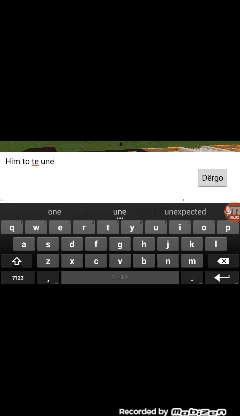 Him to te une
Dërgo
one une unexpected
q w e r t y u i o p
a s d f g h j k l
z x c v b n m
?123 , .
Recorded by Mobizen